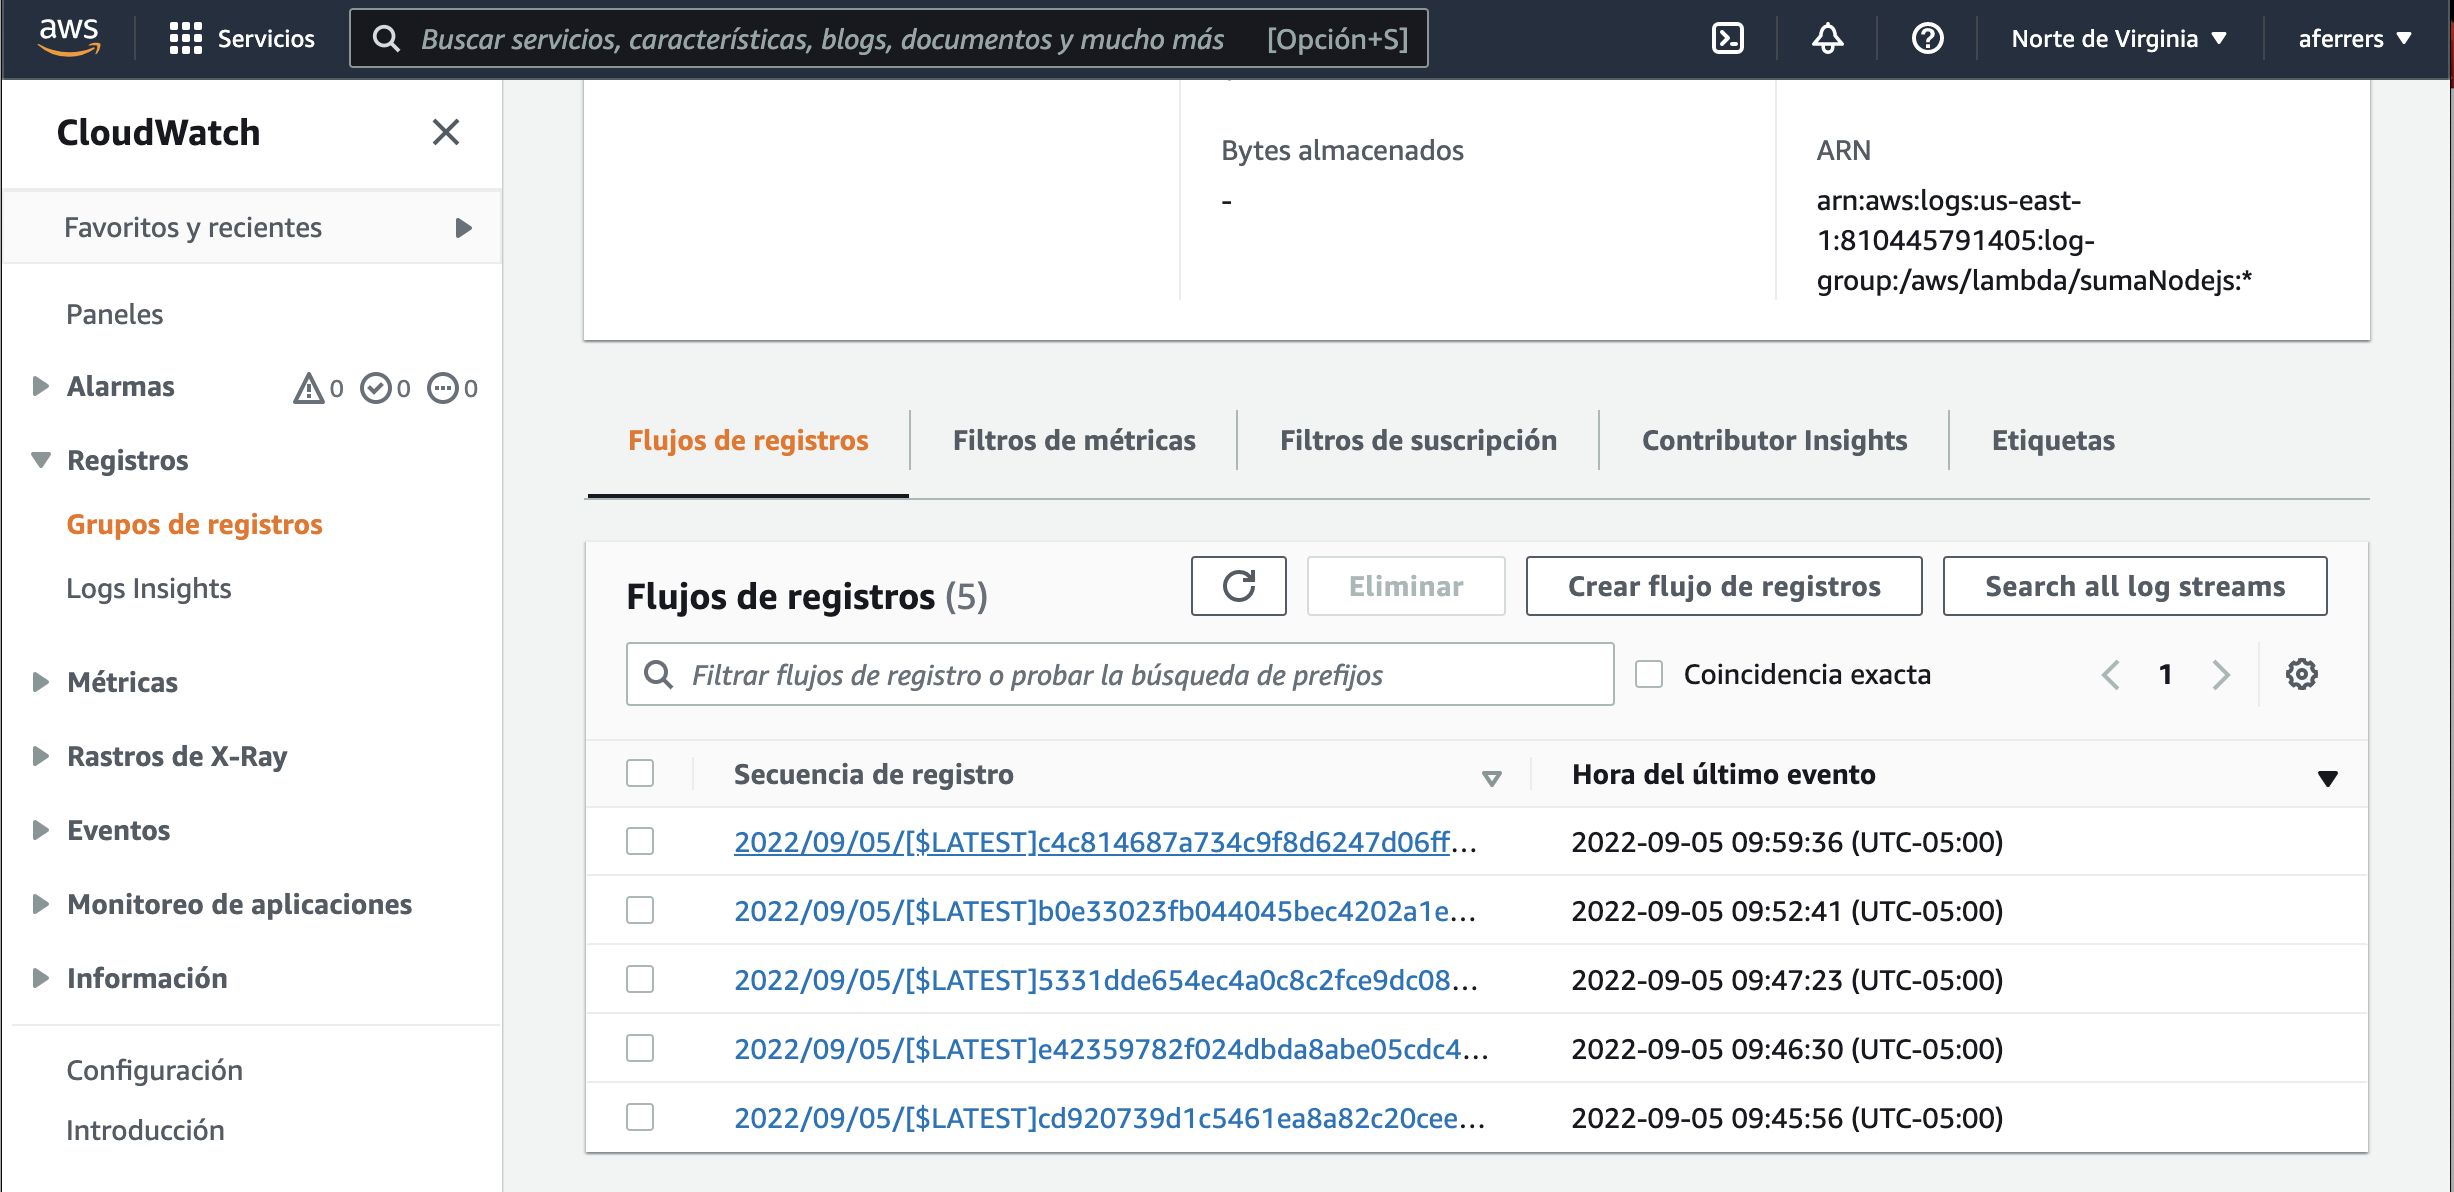 aws
Servicios
Buscar servicios, características, blogs, documentos y mucho más [Opción+S]
Norte de Virginia
aferrers
CloudWatch
Favoritos y recientes
Paneles
Alarmas 0 0 0
Registros
Grupos de registros
Logs Insights
Métricas
Rastros de X-Ray
Eventos
Monitoreo de aplicaciones
Información
Configuración
Introducción
Bytes almacenados
-
ARN
arn:aws:logs:us-east-
1:810445791405:log-
group:/aws/lambda/sumaNodejs:*
Flujos de registros
Filtros de métricas
Filtros de suscripción
Contributor Insights
Etiquetas
Flujos de registros (5)
Eliminar
Crear flujo de registros
Search all log streams
Filtrar flujos de registro o probar la búsqueda de prefijos
Coincidencia exacta
1
Secuencia de registro
Hora del último evento
2022/09/05/[$LATEST]c4c814687a734c9f8d6247d06ff... 2022-09-05 09:59:36 (UTC-05:00)
2022/09/05/[$LATEST]b0e33023fb044045bec4202a1e... 2022-09-05 09:52:41 (UTC-05:00)
2022/09/05/[$LATEST]5331dde654ec4a0c8c2fce9dc08... 2022-09-05 09:47:23 (UTC-05:00)
2022/09/05/[$LATEST]e42359782f024dbda8abe05cdc4... 2022-09-05 09:46:30 (UTC-05:00)
2022/09/05/[$LATEST]cd920739d1c5461ea8a82c20cee... 2022-09-05 09:45:56 (UTC-05:00)